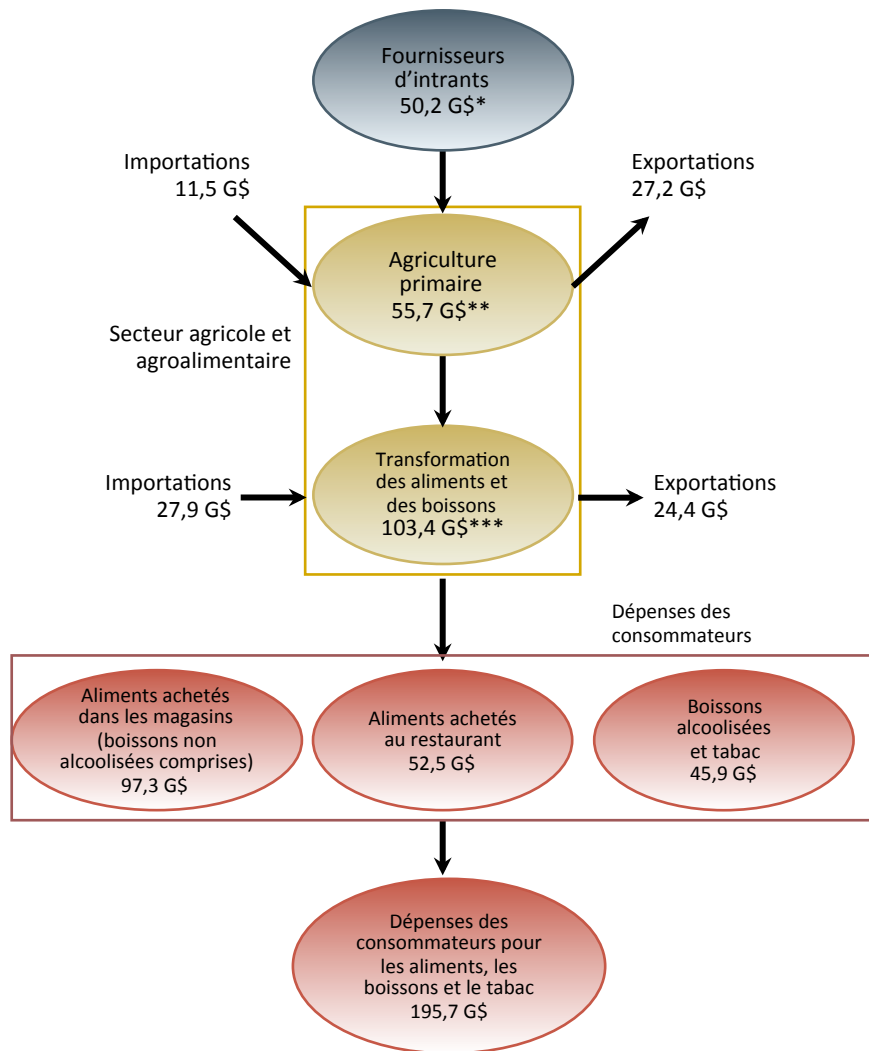 Fournisseurs
d’intrants
50,2 G$*
Importations
11,5 G$
Exportations
27,2 G$
Agriculture
primaire
55,7 G$**
Secteur agricole et
agroalimentaire
Transformation
des aliments et
des boissons
103,4 G$***
Importations
27,9 G$
Exportations
24,4 G$
Dépenses des
consommateurs
Aliments achetés
dans les magasins
(boissons non
alcoolisées comprises)
97,3 G$
Aliments achetés
au restaurant
52,5 G$
Boissons
alcoolisées
et tabac
45,9 G$
Dépenses des
consommateurs pour
les aliments, les
boissons et le tabac
195,7 G$